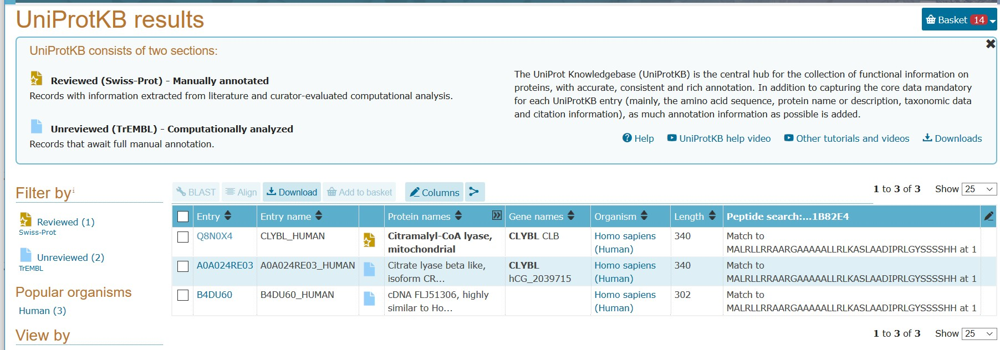 UniProtKB results
Basket 14
UniProtKB consists of two sections:
Reviewed (Swiss-Prot) - Manually annotated
Records with information extracted from literature and curator-evaluated computational analysis.
Unreviewed (TrEMBL) - Computationally analyzed
Records that await full manual annotation.
The UniProt Knowledgebase (UniProtKB) is the central hub for the collection of functional information on
proteins, with accurate, consistent and rich annotation. In addition to capturing the core data mandatory
for each UniProtKB entry (mainly, the amino acid sequence, protein name or description, taxonomic data
and citation information), as much annotation information as possible is added.
Help UniProtKB help video Other tutorials and videos Downloads
Filter by i
Reviewed (1)
Swiss-Prot
Unreviewed (2)
TrEMBL
Popular organisms
Human (3)
View by
BLAST Align Download Add to basket Columns
1 to 3 of 3 Show 25
Entry Entry name Protein names Gene names Organism Length Peptide search:...1B82E4
Q8N0X4 CLYBL_HUMAN Citramalyl-CoA lyase, CLYBL CLB Homo sapiens 340 Match to
mitochondrial (Human) MALRLLRRAARGAAAAALLRLKASLAADIPRLGYSSSSHH at 1
A0A024RE03 A0A024RE03_HUMAN Citrate lyase beta like, CLYBL Homo sapiens 340 Match to
isoform CR... hCG_2039715 (Human) MALRLLRRAARGAAAAALLRLKASLAADIPRLGYSSSSHH at 1
B4DU60 B4DU60_HUMAN cDNA FLJ51306, highly Homo sapiens 302 Match to
similar to Ho... (Human) MALRLLRRAARGAAAAALLRLKASLAADIPRLGYSSSSHH at 1
1 to 3 of 3 Show 25